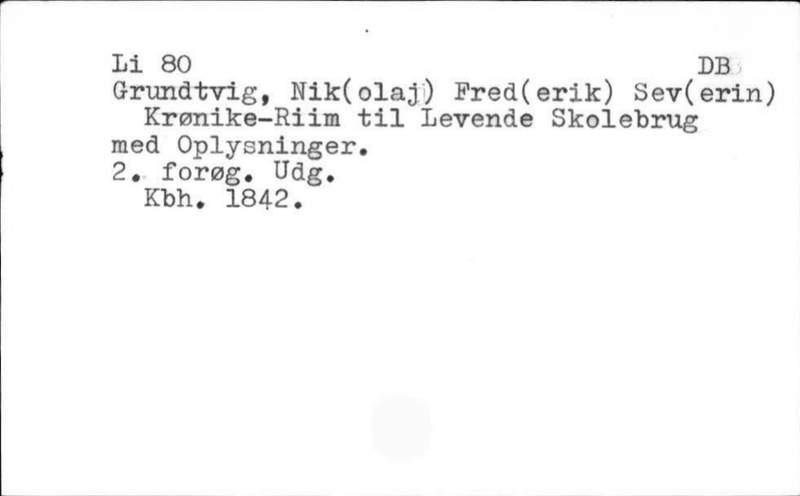 Li 80 DB
Grundtvig, Nik(olaj) Fred(erik) Sev(erin)
Krønike-Riim til Levende Skolebrug
med Oplysninger.
2. forøg. Udg.
Kbh. 1842.